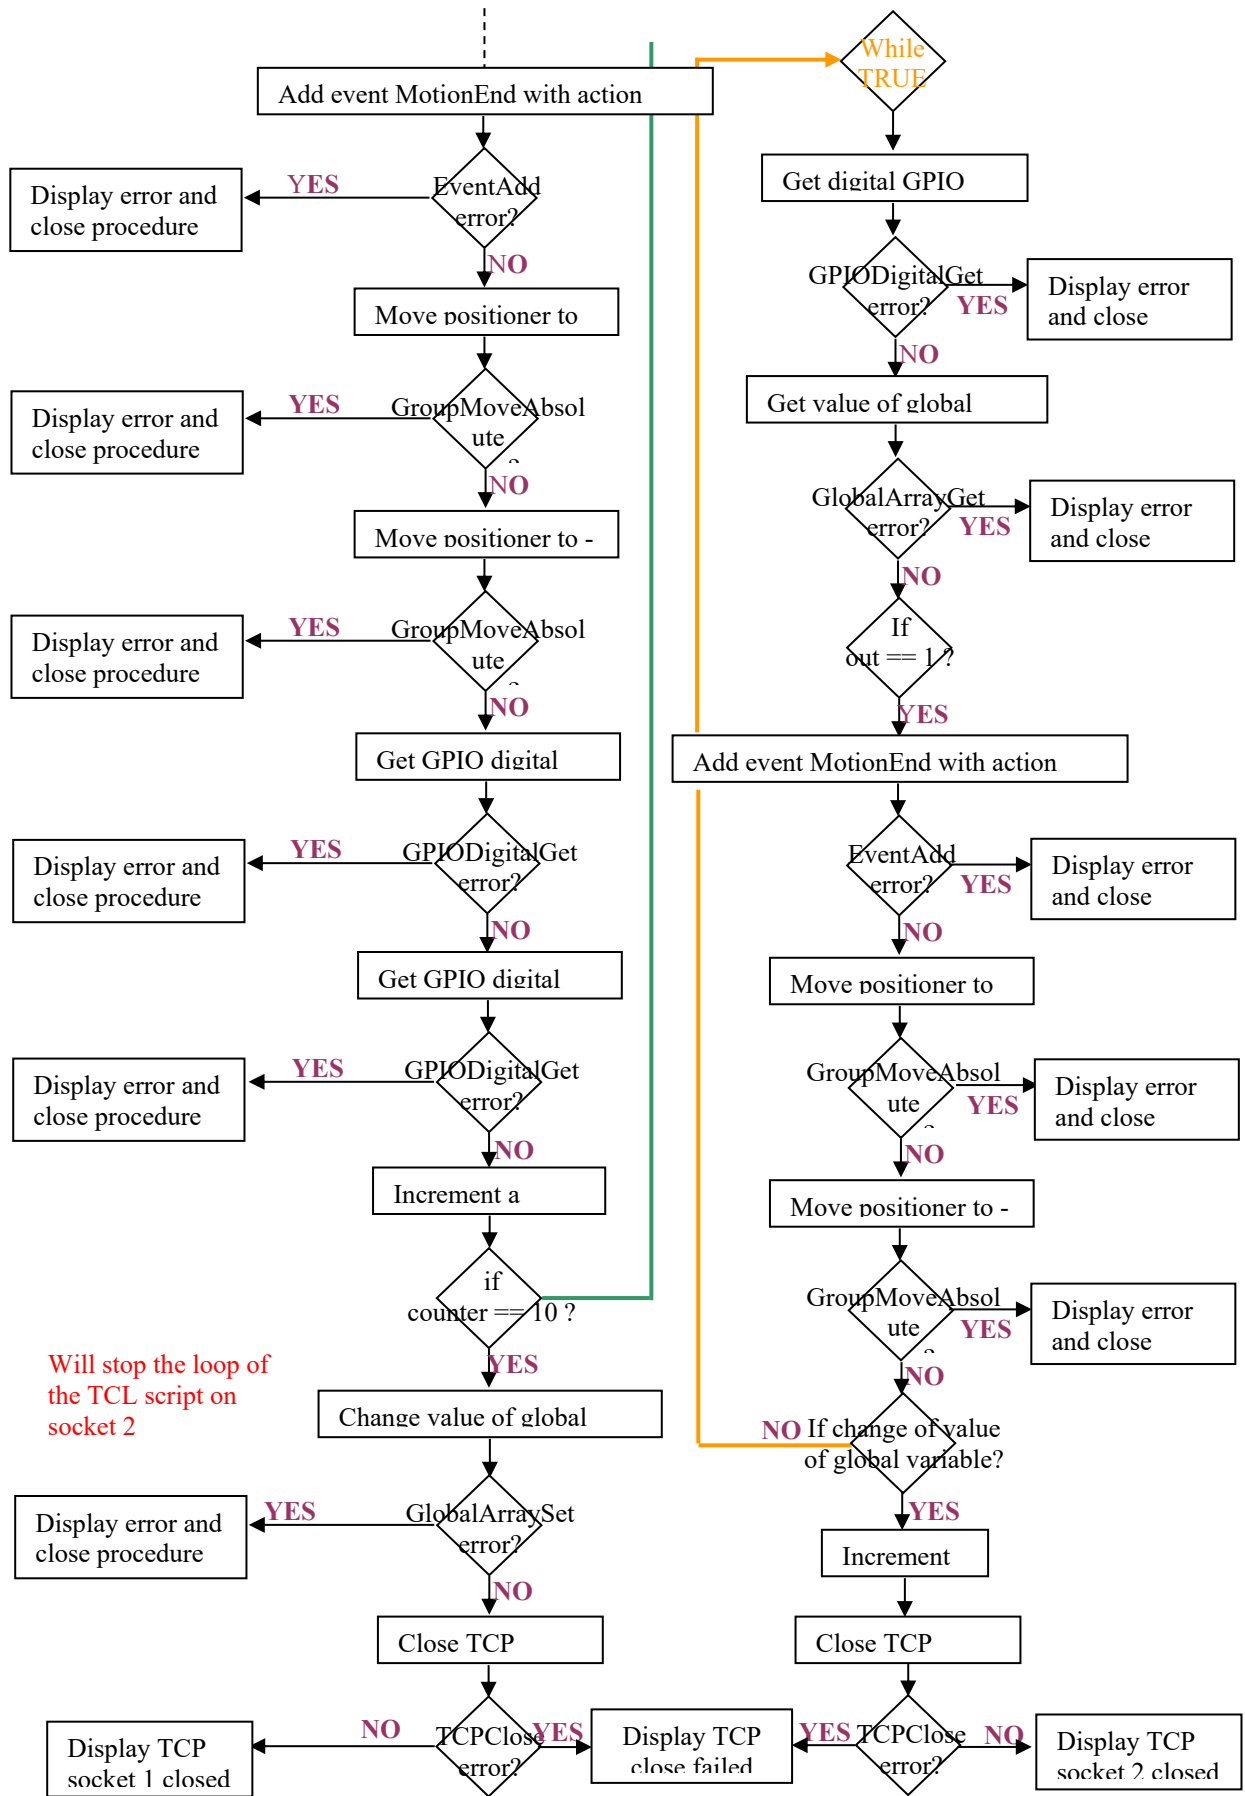 Add event MotionEnd with action
EventAdd
error?
YES
Display error and
close procedure
NO
Move positioner to
GroupMoveAbsol
ute
YES
Display error and
close procedure
NO
Move positioner to -
GroupMoveAbsol
ute
YES
Display error and
close procedure
NO
Get GPIO digital
GPIODigitalGet
error?
YES
Display error and
close procedure
NO
Get GPIO digital
GPIODigitalGet
error?
YES
Display error and
close procedure
NO
Increment a
if
counter == 10 ?
YES
Will stop the loop of
the TCL script on
socket 2
Change value of global
GlobalArraySet
error?
YES
Display error and
close procedure
NO
Close TCP
TCPClose
error?
NO
Display TCP
socket 1 closed
YES
Display TCP
close failed
While
TRUE
Get digital GPIO
GPIODigitalGet
error?
YES
Display error
and close
NO
Get value of global
GlobalArrayGet
error?
YES
Display error
and close
NO
If
out == 1 ?
YES
Add event MotionEnd with action
EventAdd
error?
YES
Display error
and close
NO
Move positioner to
GroupMoveAbsol
ute
YES
Display error
and close
NO
Move positioner to -
GroupMoveAbsol
ute
YES
Display error
and close
NO
If change of value
of global variable?
NO
YES
Increment
Close TCP
TCPClose
error?
YES
NO
Display TCP
socket 2 closed